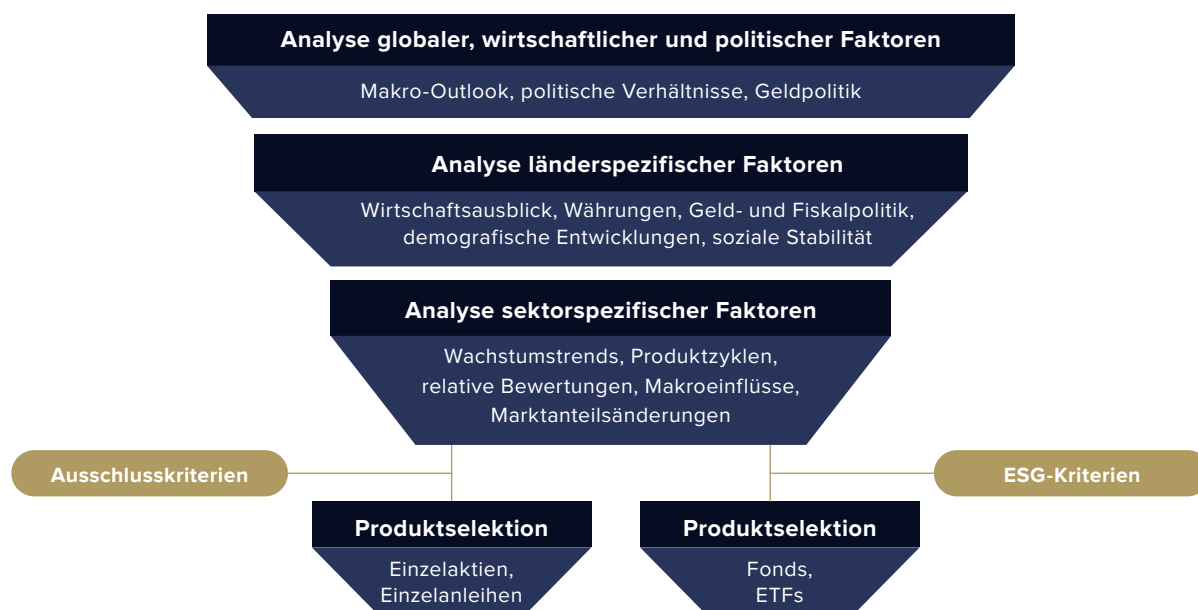 Analyse globaler, wirtschaftlicher und politischer Faktoren
Makro-Outlook, politische Verhältnisse, Geldpolitik
Analyse länderspezifischer Faktoren
Wirtschaftsausblick, Währungen, Geld- und Fiskalpolitik,
demografische Entwicklungen, soziale Stabilität
Analyse sektorspezifischer Faktoren
Wachstumstrends, Produktzyklen,
relative Bewertungen, Makroeinflüsse,
Marktanteilsänderungen
Ausschlusskriterien
ESG-Kriterien
Produktselektion
Einzelaktien,
Einzelanleihen
Produktselektion
Fonds,
ETFs